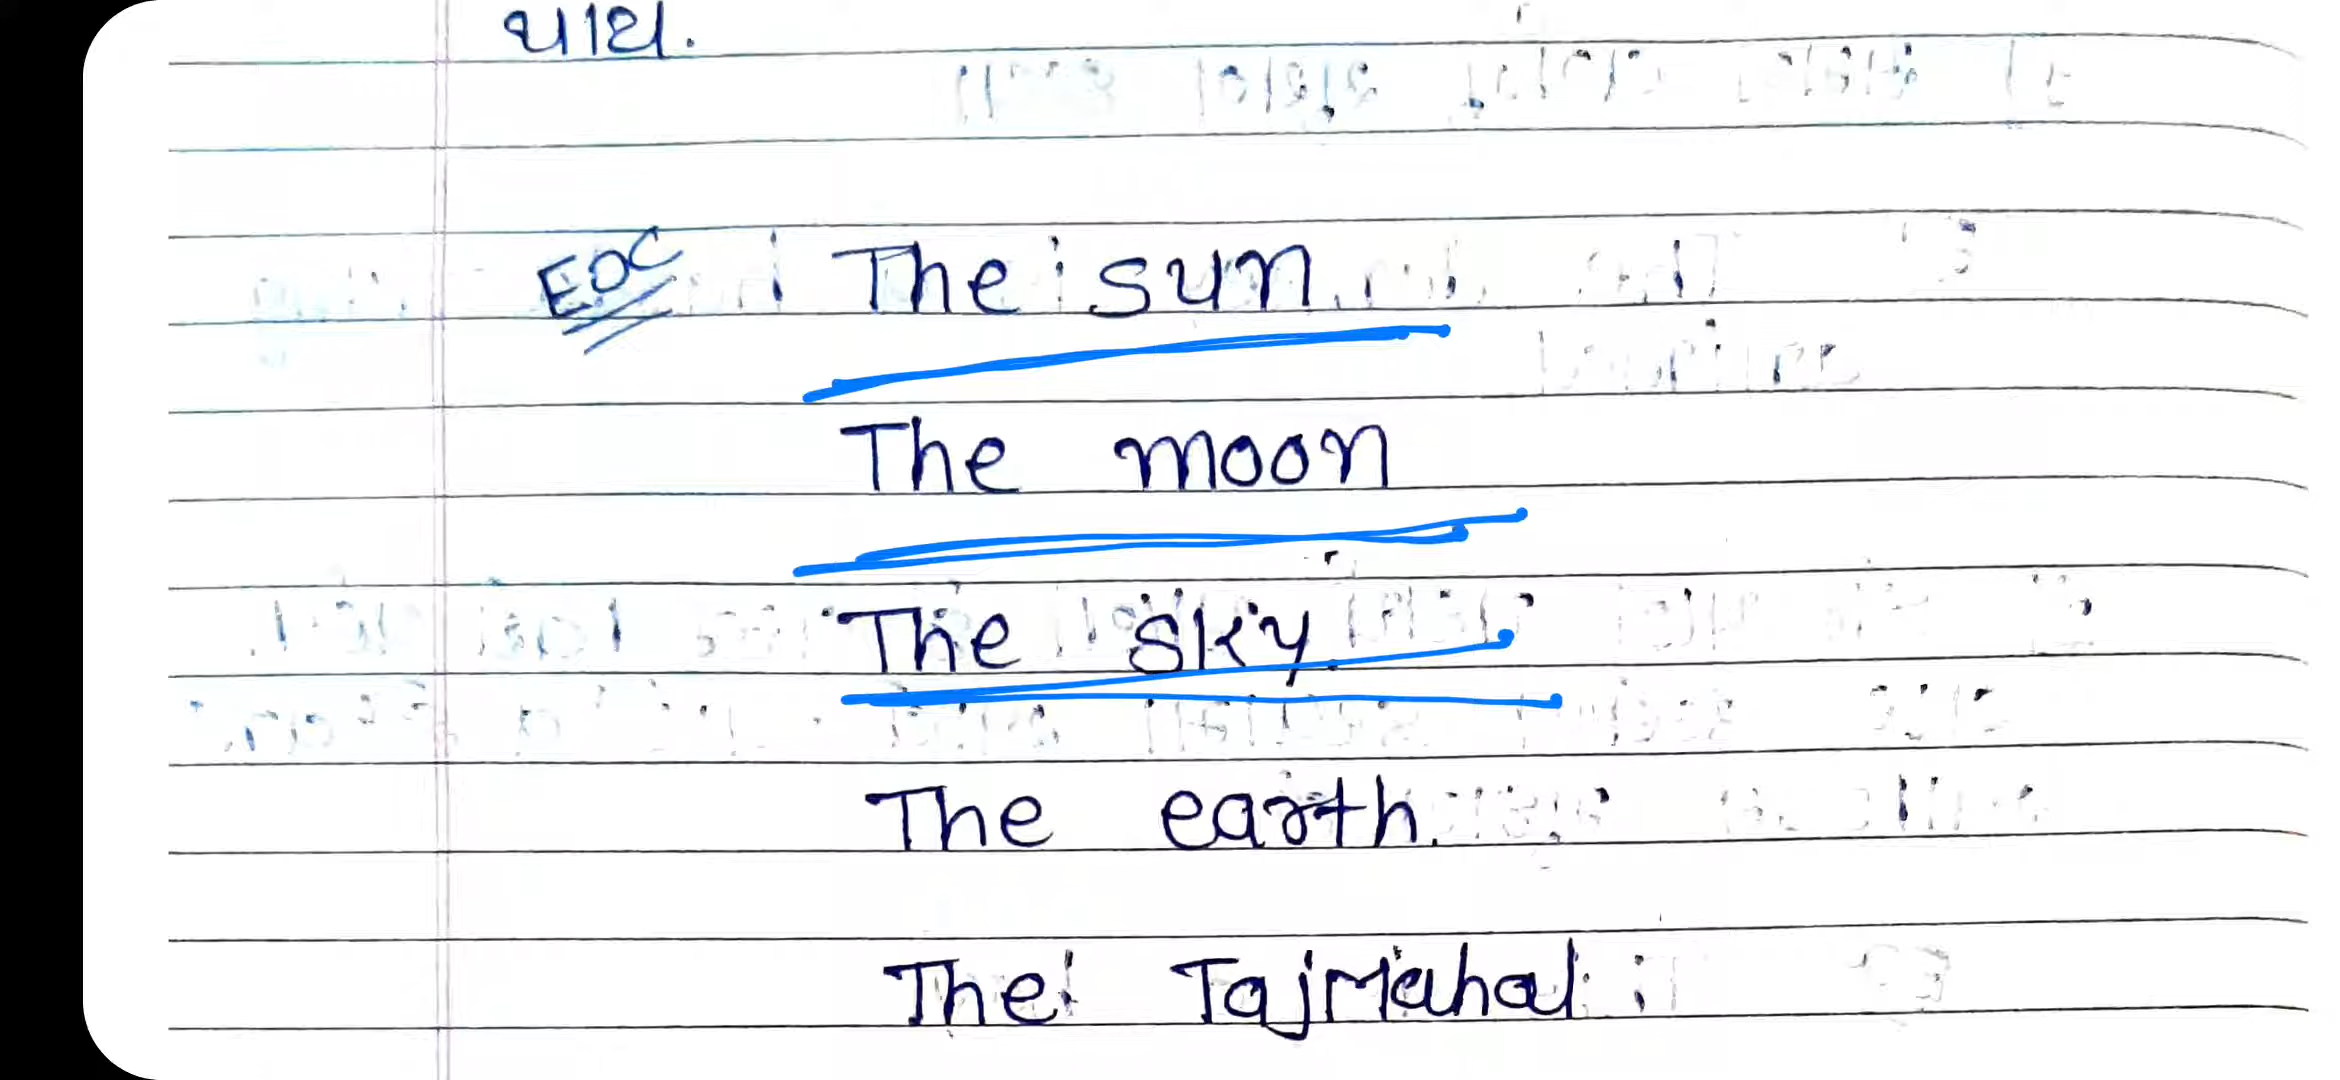 થાય.
EOC The sun.
The moon
The sky.
The earth.
The TajMahal